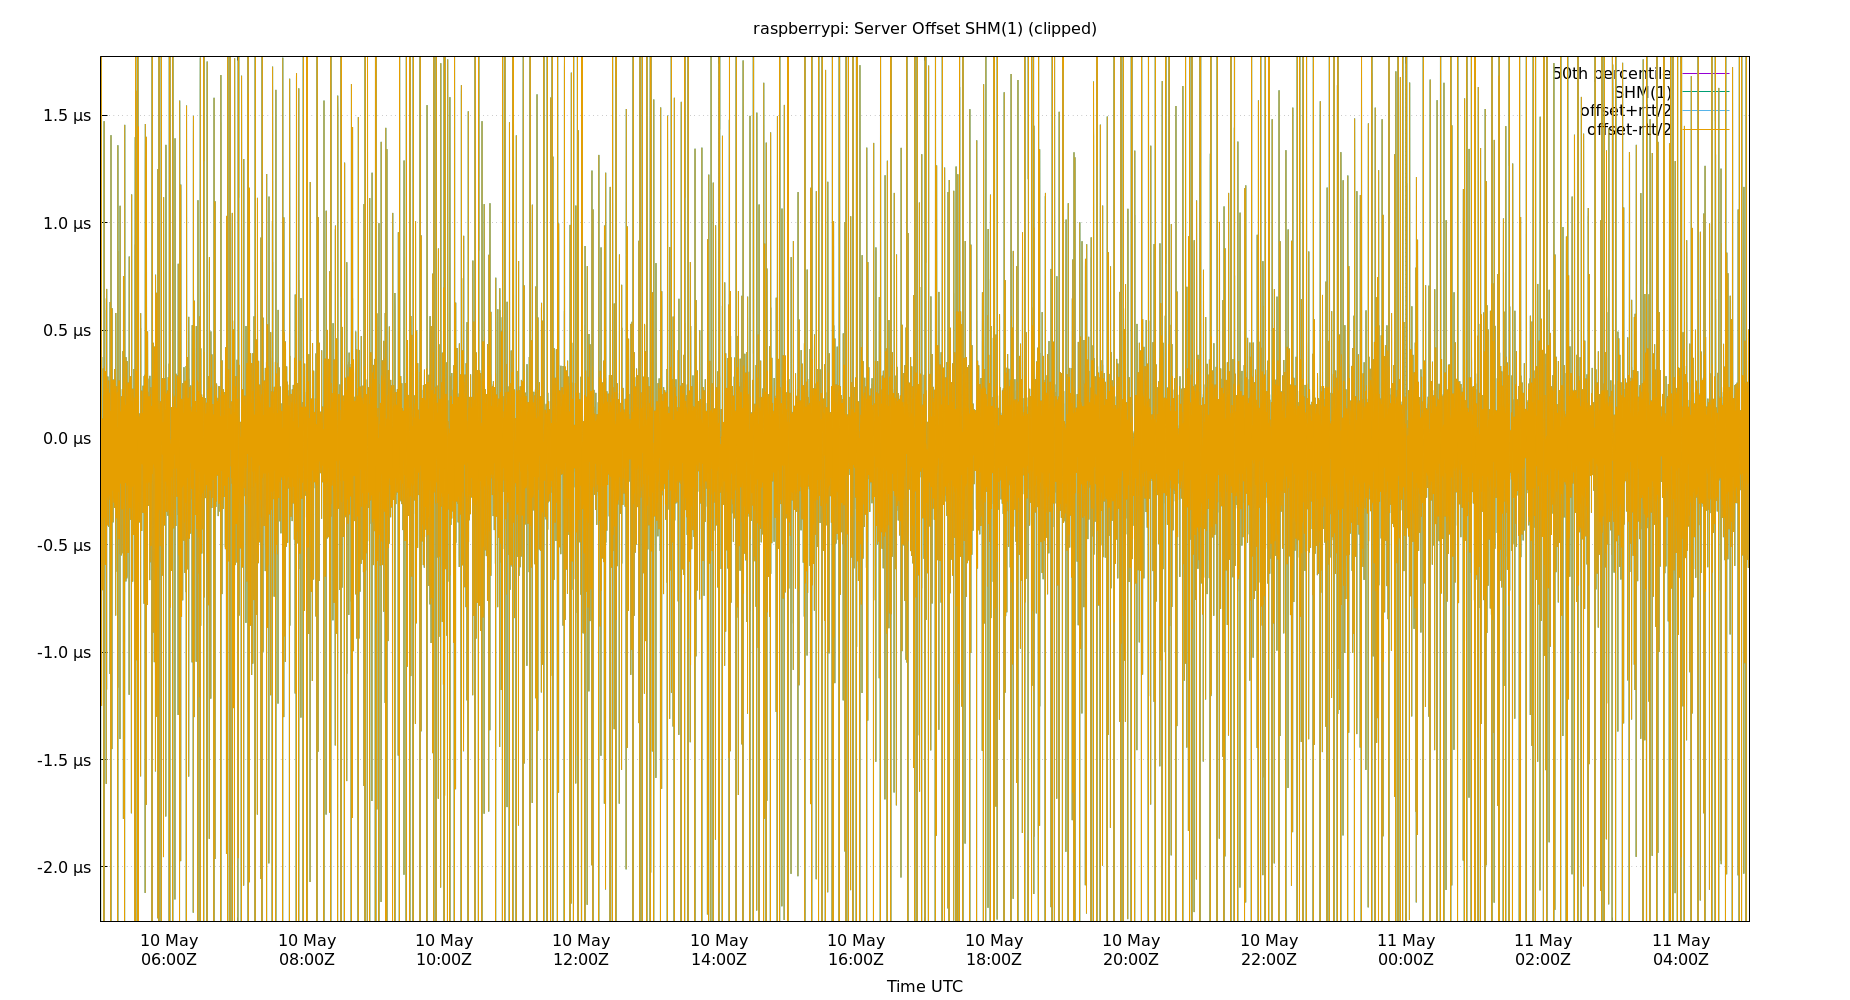 raspberrypi: Server Offset SHM(1) (clipped)
50th percentile
SHM(1)
offset+rtt/2
offset-rtt/2
1.5 µs
1.0 µs
0.5 µs
0.0 µs
-0.5 µs
-1.0 µs
-1.5 µs
-2.0 µs
10 May 10 May 10 May 10 May 10 May 10 May 10 May 10 May 10 May 11 May 11 May 11 May
06:00Z 08:00Z 10:00Z 12:00Z 14:00Z 16:00Z 18:00Z 20:00Z 22:00Z 00:00Z 02:00Z 04:00Z
Time UTC